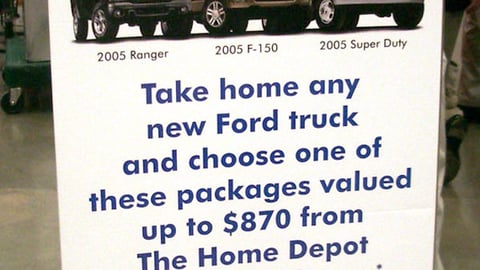 2005 Ranger 2005 F-150 2005 Super Duty
Take home any
new Ford truck
and choose one of
these packages valued
up to $870 from
The Home Depot